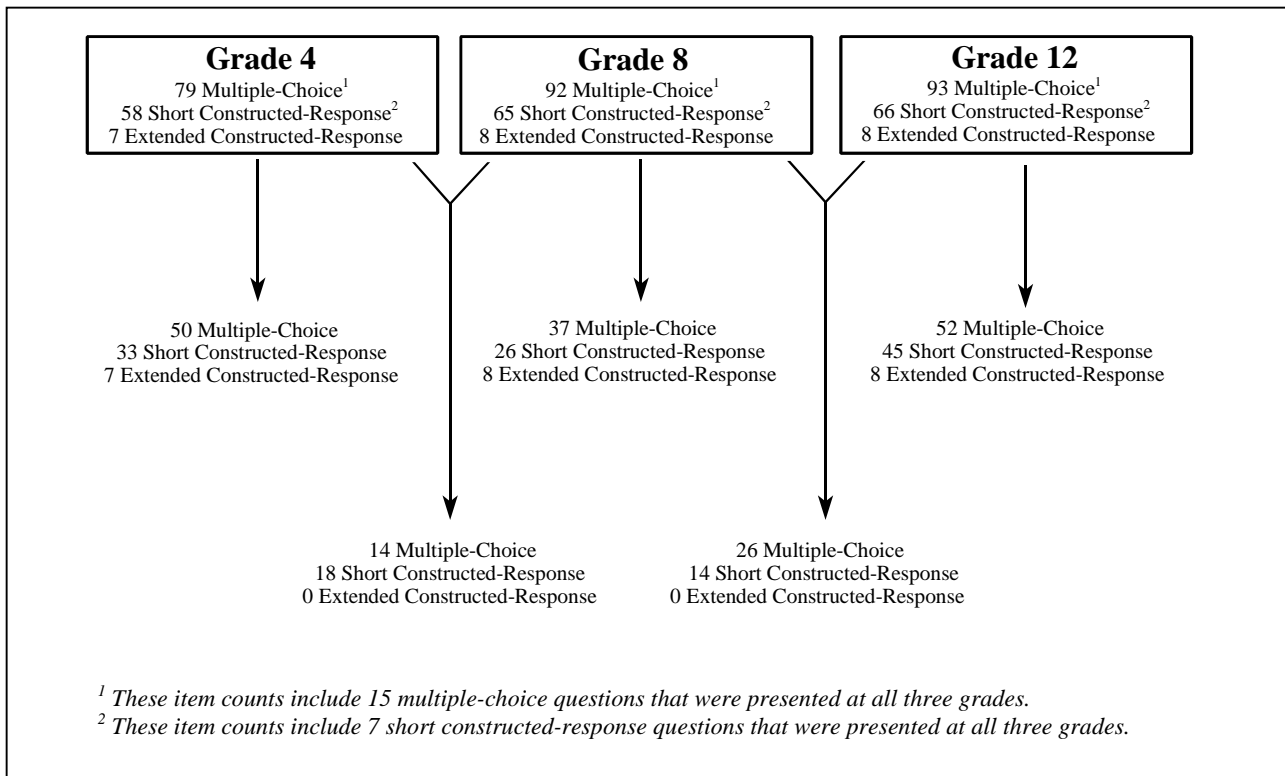 Grade 4
79 Multiple-Choice1
58 Short Constructed-Response2
7 Extended Constructed-Response
Grade 8
92 Multiple-Choice1
65 Short Constructed-Response2
8 Extended Constructed-Response
Grade 12
93 Multiple-Choice1
66 Short Constructed-Response2
8 Extended Constructed-Response
50 Multiple-Choice
33 Short Constructed-Response
7 Extended Constructed-Response
37 Multiple-Choice
26 Short Constructed-Response
8 Extended Constructed-Response
52 Multiple-Choice
45 Short Constructed-Response
8 Extended Constructed-Response
14 Multiple-Choice
18 Short Constructed-Response
0 Extended Constructed-Response
26 Multiple-Choice
14 Short Constructed-Response
0 Extended Constructed-Response
1 These item counts include 15 multiple-choice questions that were presented at all three grades.
2 These item counts include 7 short constructed-response questions that were presented at all three grades.